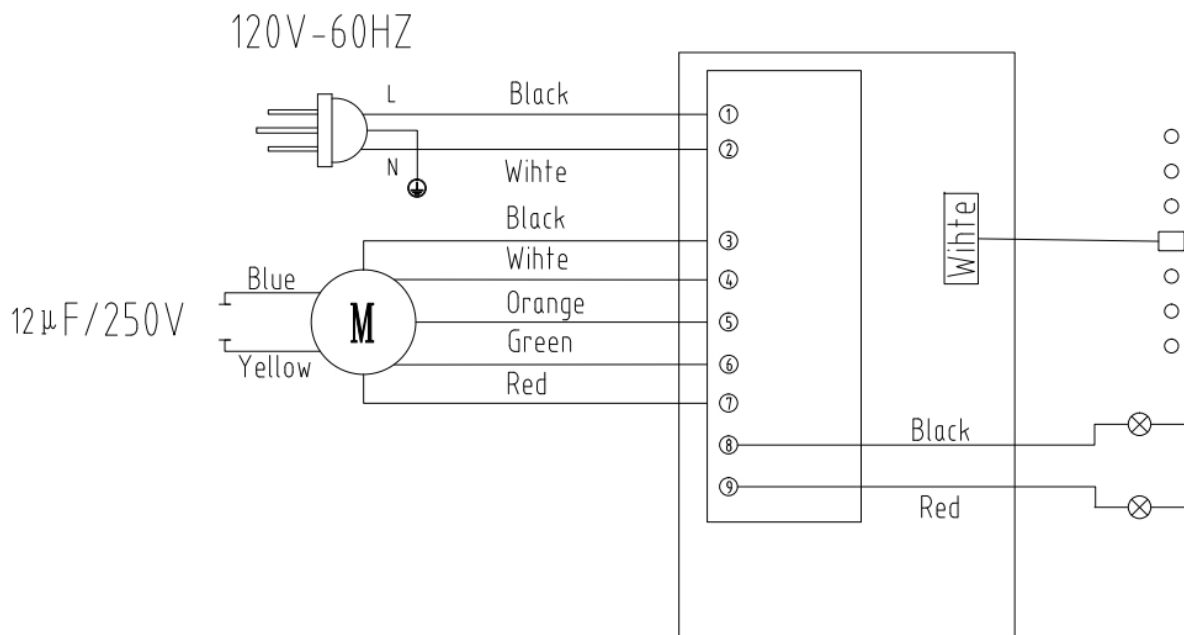 120V-60HZ
L
Black
①
②
N
Wihte
Black
③
Wihte
④
Wihte
Blue
12μF/250V
M
Orange
⑤
Green
⑥
Yellow
Red
⑦
Black
⑧
⑨
Red